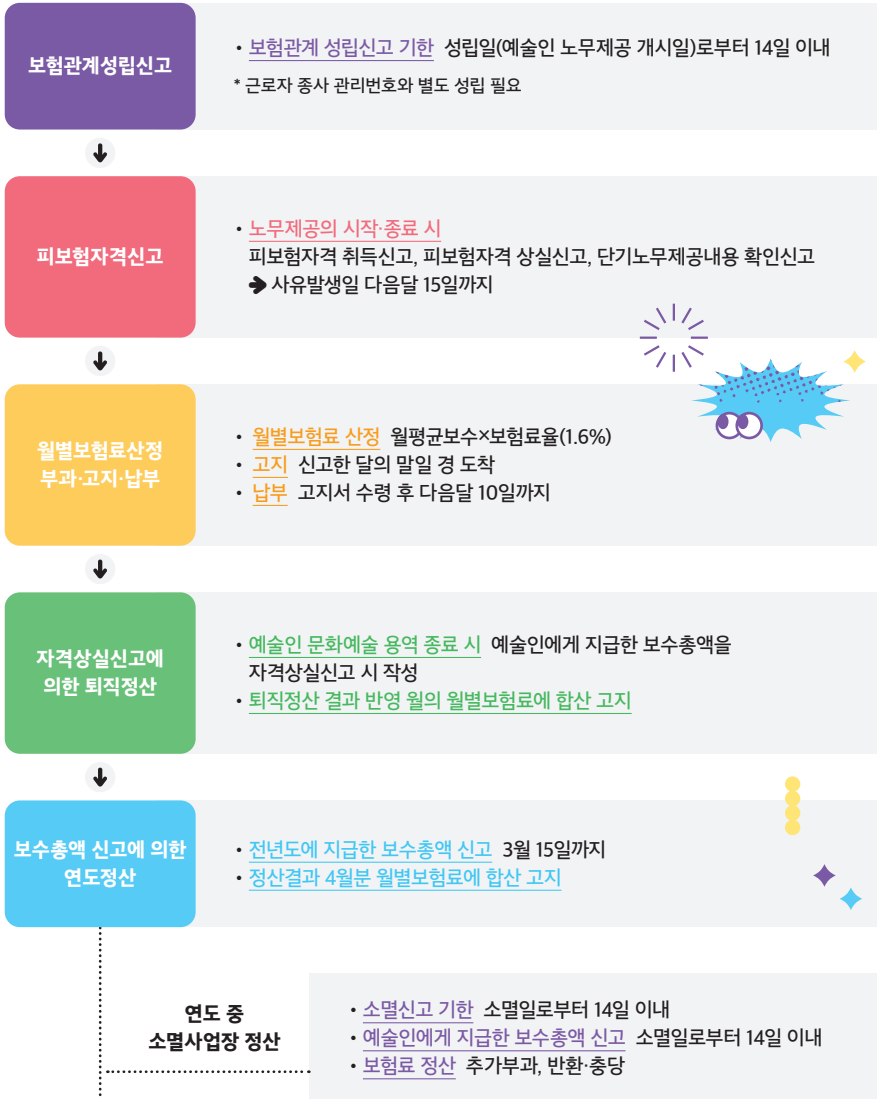 보험관계성립신고
• 보험관계 성립신고 기한 성립일(예술인 노무제공 개시일)로부터 14일 이내
* 근로자 종사 관리번호와 별도 성립 필요
피보험자격신고
• 노무제공의 시작·종료 시
피보험자격 취득신고, 피보험자격 상실신고, 단기노무제공내용 확인신고
➔ 사유발생일 다음달 15일까지
월별보험료산정
부과·고지·납부
• 월별보험료 산정 월평균보수×보험료율(1.6%)
• 고지 신고한 달의 말일 경 도착
• 납부 고지서 수령 후 다음달 10일까지
자격상실신고에
의한 퇴직정산
• 예술인 문화예술 용역 종료 시 예술인에게 지급한 보수총액을
자격상실신고 시 작성
• 퇴직정산 결과 반영 월의 월별보험료에 합산 고지
보수총액 신고에 의한
연도정산
• 전년도에 지급한 보수총액 신고 3월 15일까지
• 정산결과 4월분 월별보험료에 합산 고지
연도 중
소멸사업장 정산
• 소멸신고 기한 소멸일로부터 14일 이내
• 예술인에게 지급한 보수총액 신고 소멸일로부터 14일 이내
• 보험료 정산 추가부과, 반환·충당